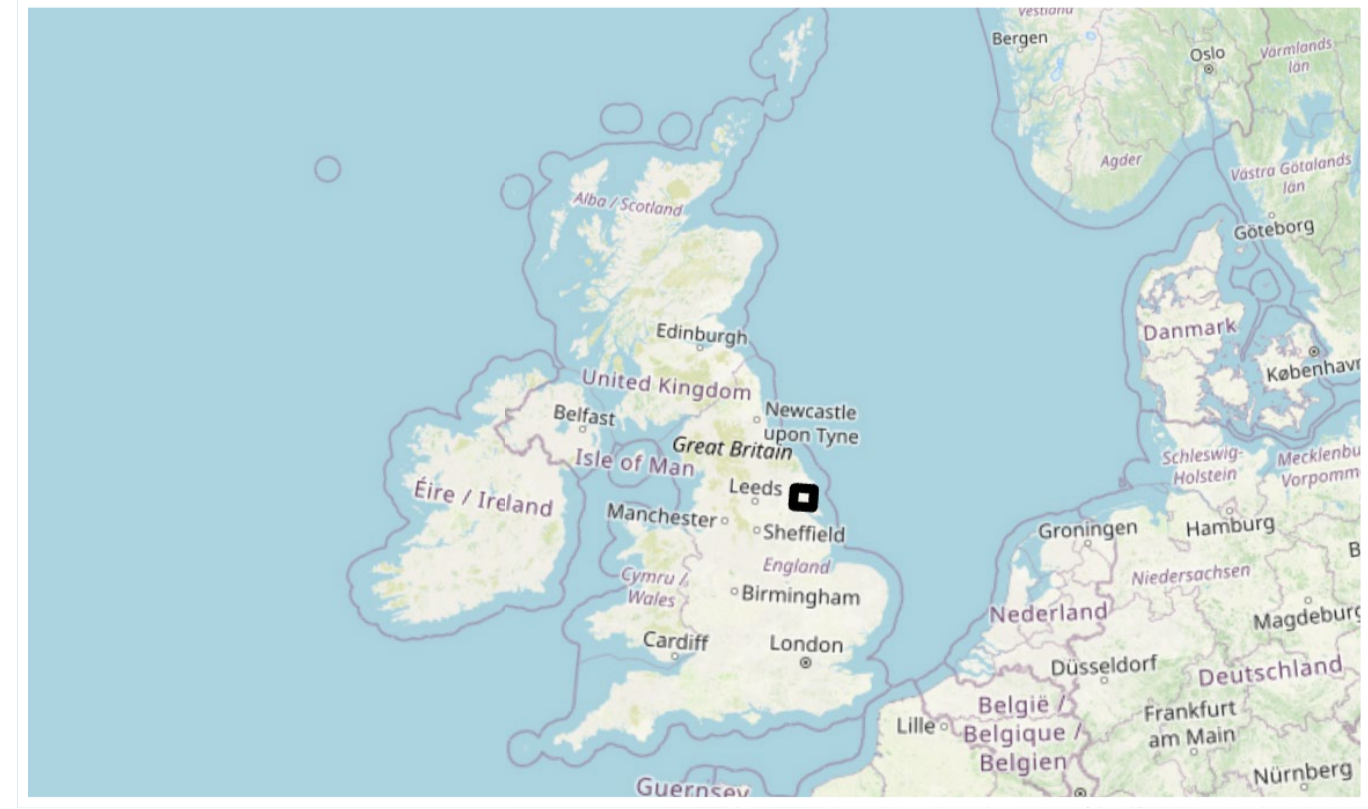 Vestland
Bergen
Oslo
Värmlands
län
Agder
Västra Götalands
län
Göteborg
Alba / Scotland
Edinburgh
Danmark
København
United Kingdom
Belfast
Newcastle
upon Tyne
Great Britain
Isle of Man
Leeds
Éire / Ireland
Manchester
Sheffield
Schleswig-
Holstein
Mecklenbu
Vorpomm
Groningen
Hamburg
B
England
Cymru /
Wales
Birmingham
Niedersachsen
Nederland
Magdeburg
Cardiff
London
Düsseldorf
Deutschland
België /
Belgique /
Belgien
Lille
Frankfurt
am Main
Nürnberg
Guernsey